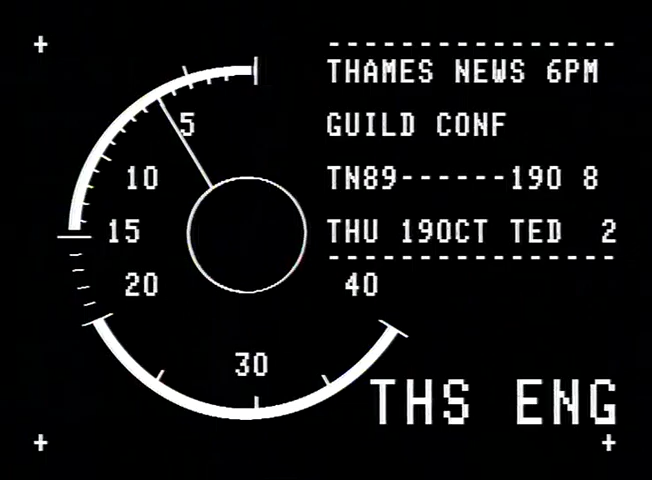 THAMES NEWS 6PM
GUILD CONF
TN89------190 8
THU 19OCT TED 2
5
10
15
20
30
40
THS ENG